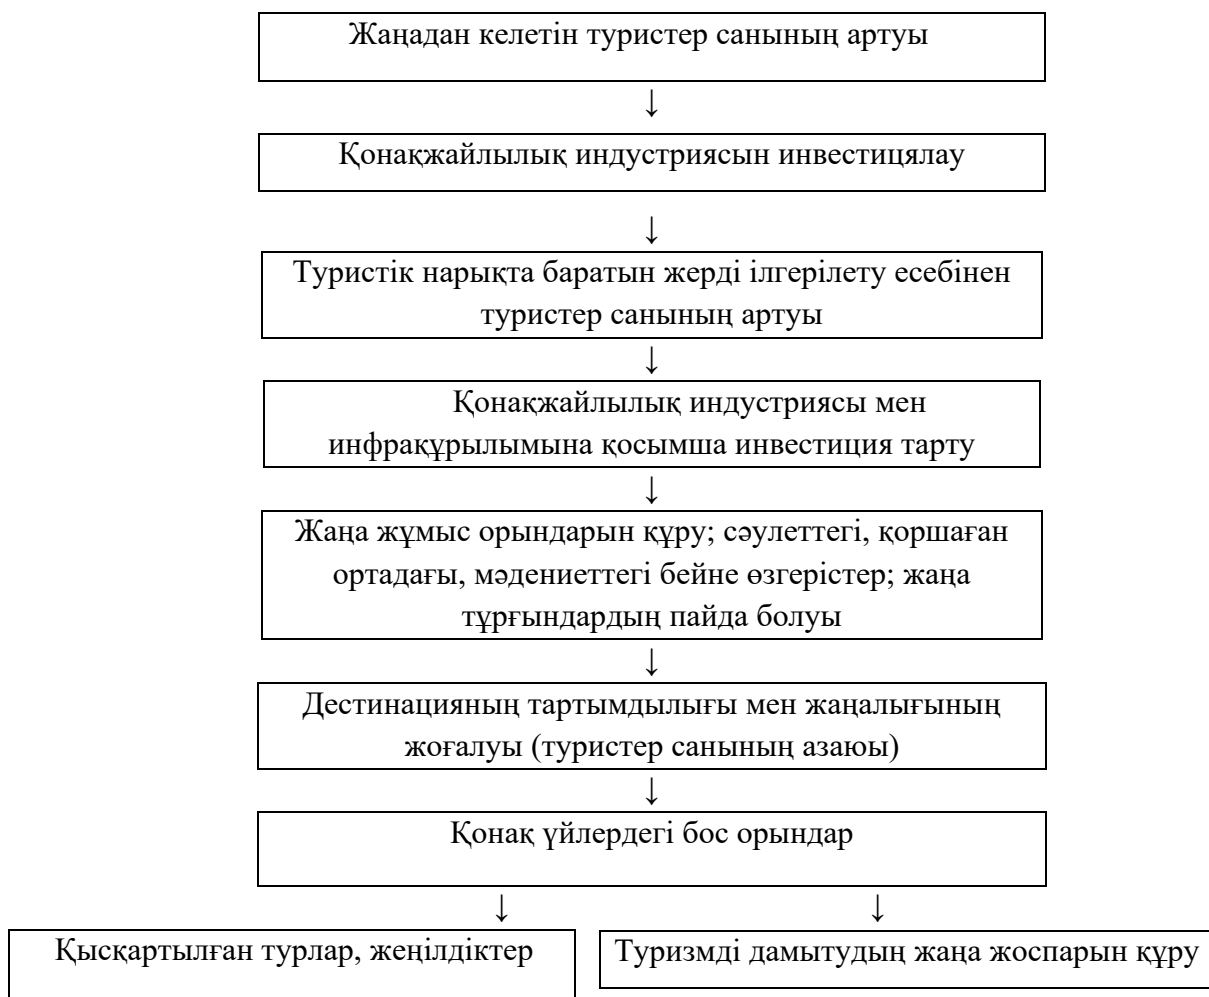 Жаңадан келетін туристер санының артуы
↓
Қонақжайлылық индустриясын инвестицялау
↓
Туристік нарықта баратын жерді ілгерілету есебінен
туристер санының артуы
↓
Қонақжайлылық индустриясы мен
инфрақұрылымына қосымша инвестиция тарту
↓
Жаңа жұмыс орындарын құру; сәулеттегі, қоршаған
ортадағы, мәдениеттегі бейне өзгерістер; жаңа
тұрғындардың пайда болуы
↓
Дестинацияның тартымдылығы мен жаңалығының
жоғалуы (туристер санының азаюы)
↓
Қонақ үйлердегі бос орындар
↓ ↓
Қысқартылған турлар, жеңілдіктер
Туризмді дамытудың жаңа жоспарын құру